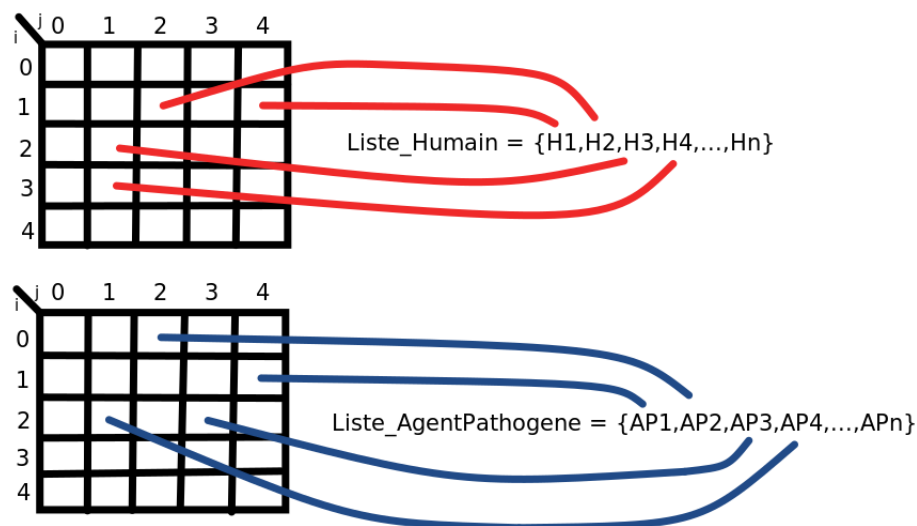 j 0 1 2 3 4
i
0
1
2
3
4
Liste_Humain = {H1,H2,H3,H4,...,Hn}
j 0 1 2 3 4
i
0
1
2
3
4
Liste_AgentPathogene = {AP1,AP2,AP3,AP4,...,APn}